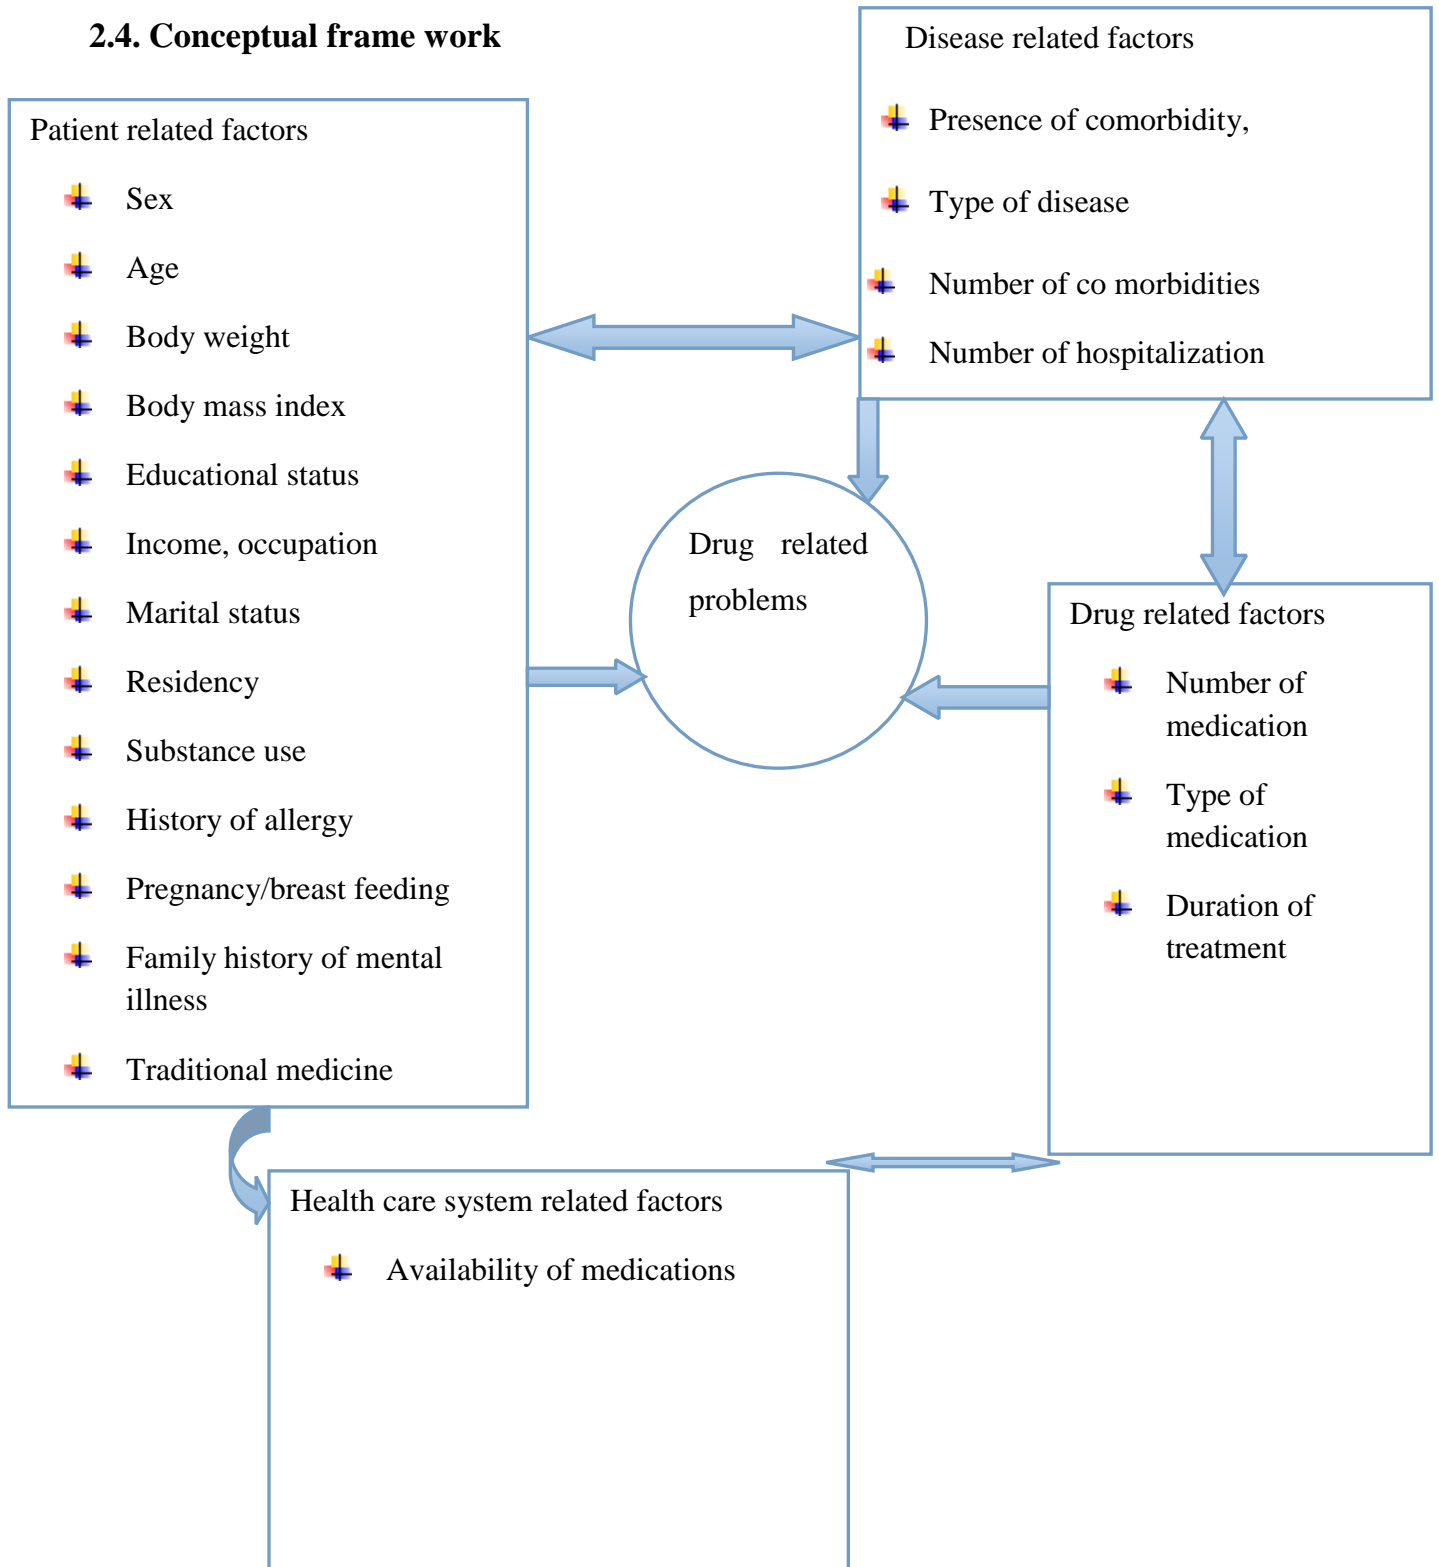 2.4. Conceptual frame work
Patient related factors
Sex
Age
Body weight
Body mass index
Educational status
Income, occupation
Marital status
Residency
Substance use
History of allergy
Pregnancy/breast feeding
Family history of mental
illness
Traditional medicine
Disease related factors
Presence of comorbidity,
Type of disease
Number of co morbidities
Number of hospitalization
Drug related
problems
Drug related factors
Number of
medication
Type of
medication
Duration of
treatment
Health care system related factors
Availability of medications